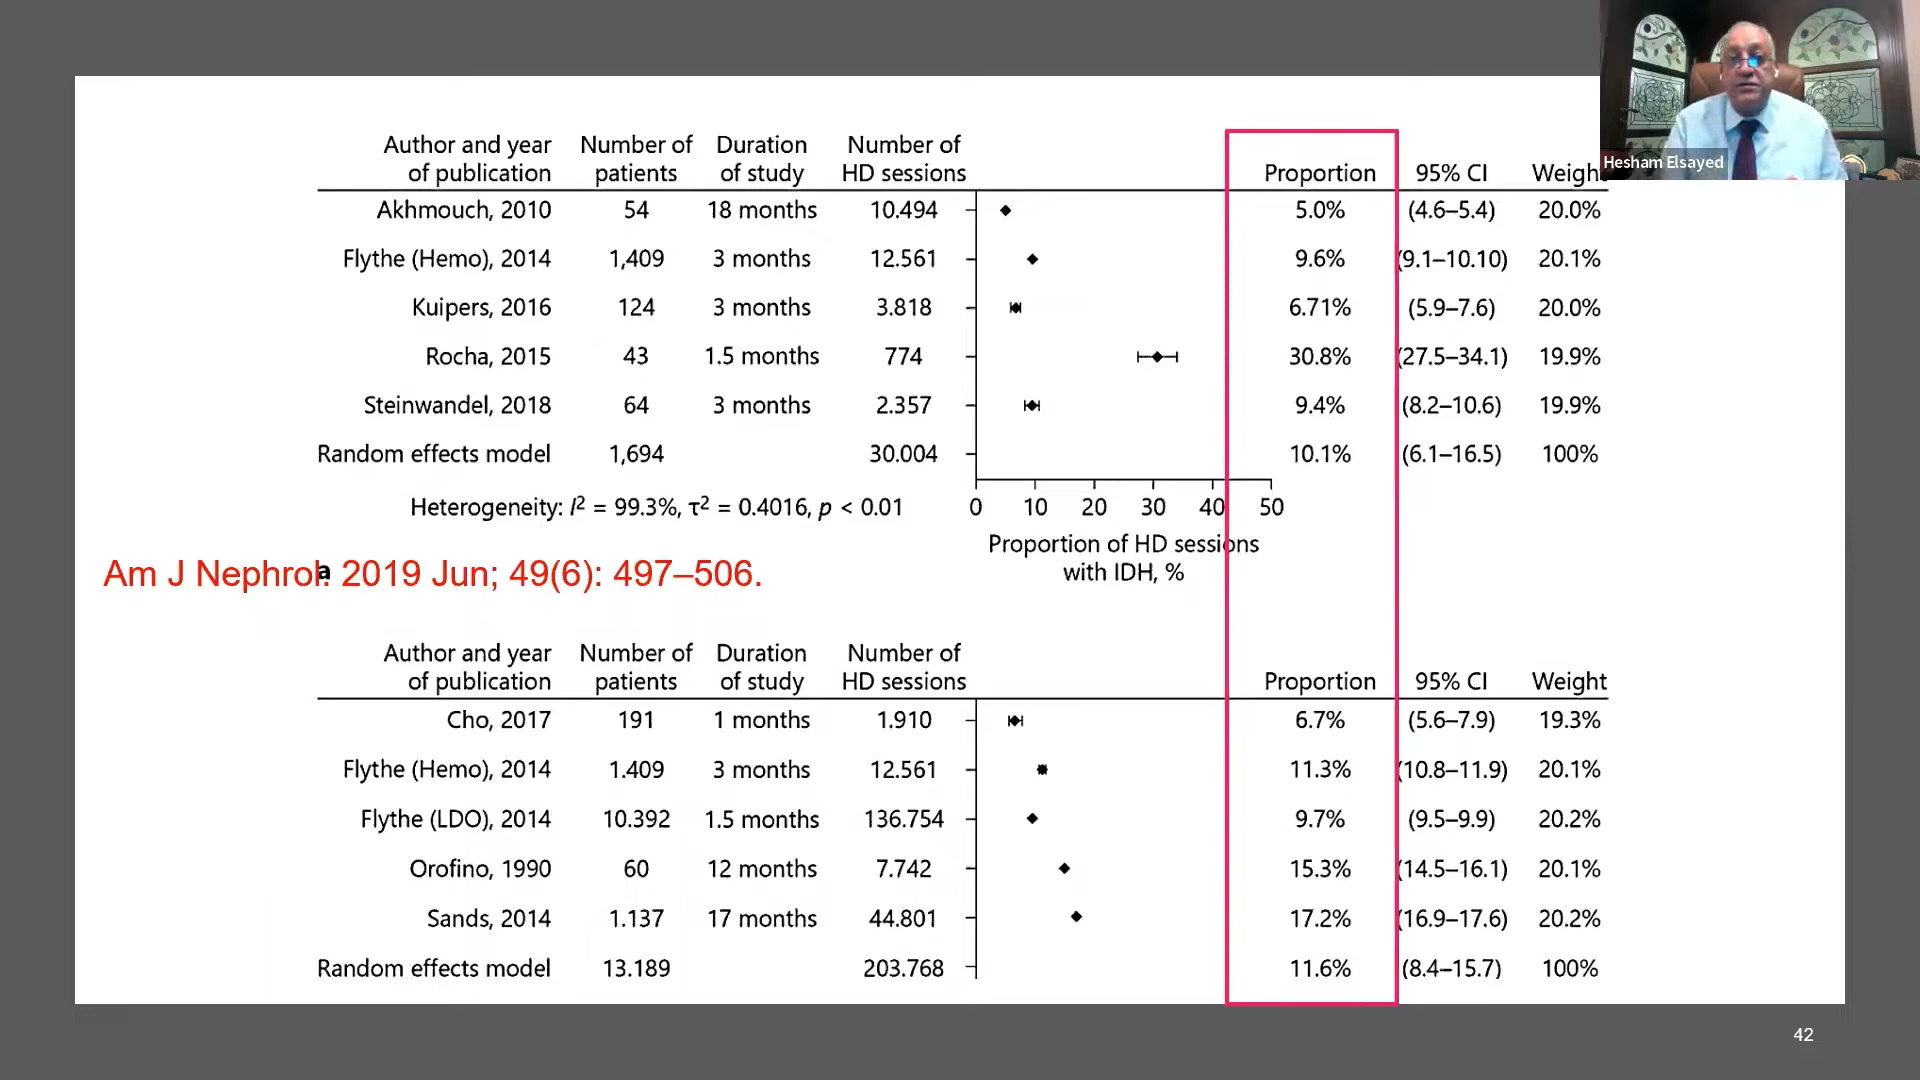 Hesham Elsayed
Author and year of publication Number of patients Duration of study Number of HD sessions Proportion 95% CI Weight
Akhmouch, 2010 54 18 months 10.494 5.0% (4.6–5.4) 20.0%
Flythe (Hemo), 2014 1,409 3 months 12.561 9.6% (9.1–10.10) 20.1%
Kuipers, 2016 124 3 months 3.818 6.71% (5.9–7.6) 20.0%
Rocha, 2015 43 1.5 months 774 30.8% (27.5–34.1) 19.9%
Steinwandel, 2018 64 3 months 2.357 9.4% (8.2–10.6) 19.9%
Random effects model 1,694 30.004 10.1% (6.1–16.5) 100%
Heterogeneity: I² = 99.3%, τ² = 0.4016, p < 0.01
0 10 20 30 40 50
Proportion of HD sessions
with IDH, %
a
Am J Nephrol. 2019 Jun; 49(6): 497–506.
Author and year of publication Number of patients Duration of study Number of HD sessions Proportion 95% CI Weight
Cho, 2017 191 1 months 1.910 6.7% (5.6–7.9) 19.3%
Flythe (Hemo), 2014 1.409 3 months 12.561 11.3% (10.8–11.9) 20.1%
Flythe (LDO), 2014 10.392 1.5 months 136.754 9.7% (9.5–9.9) 20.2%
Orofino, 1990 60 12 months 7.742 15.3% (14.5–16.1) 20.1%
Sands, 2014 1.137 17 months 44.801 17.2% (16.9–17.6) 20.2%
Random effects model 13.189 203.768 11.6% (8.4–15.7) 100%
42